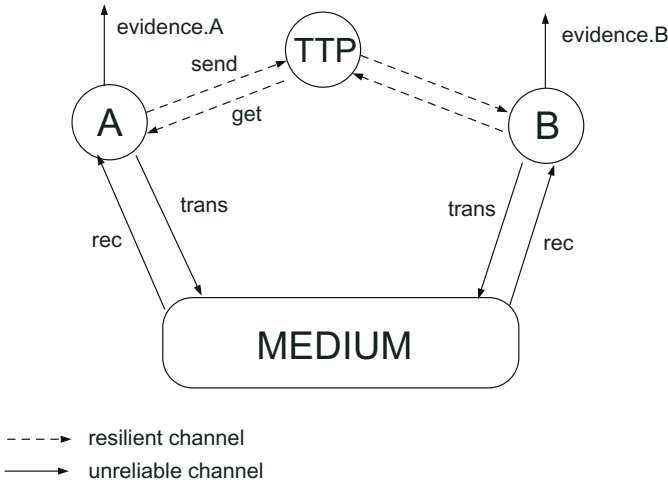 evidence.A
evidence.B
TTP
send
get
A
B
trans
trans
rec
rec
MEDIUM
resilient channel
unreliable channel